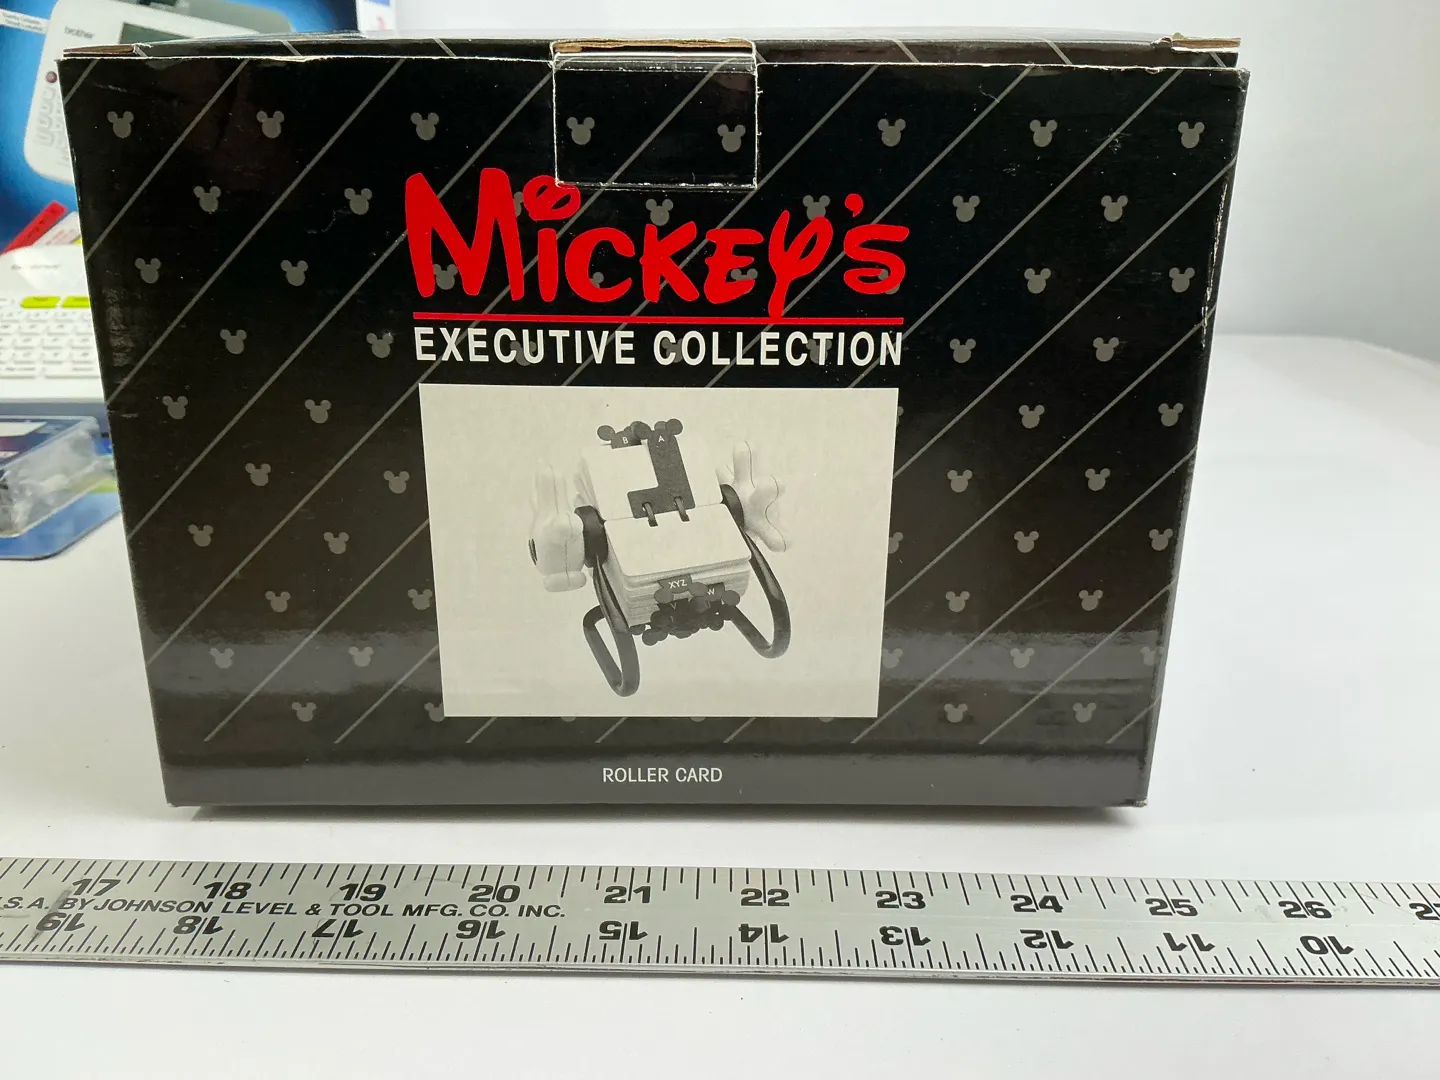 brother
MICKEY'S
EXECUTIVE COLLECTION
B A
XYZ
V W
ROLLER CARD
17 18 19 20 21 22 23 24 25 26
.S.A. BY JOHNSON LEVEL & TOOL MFG. CO. INC.
19 18 17 16 15 14 13 12 11 10